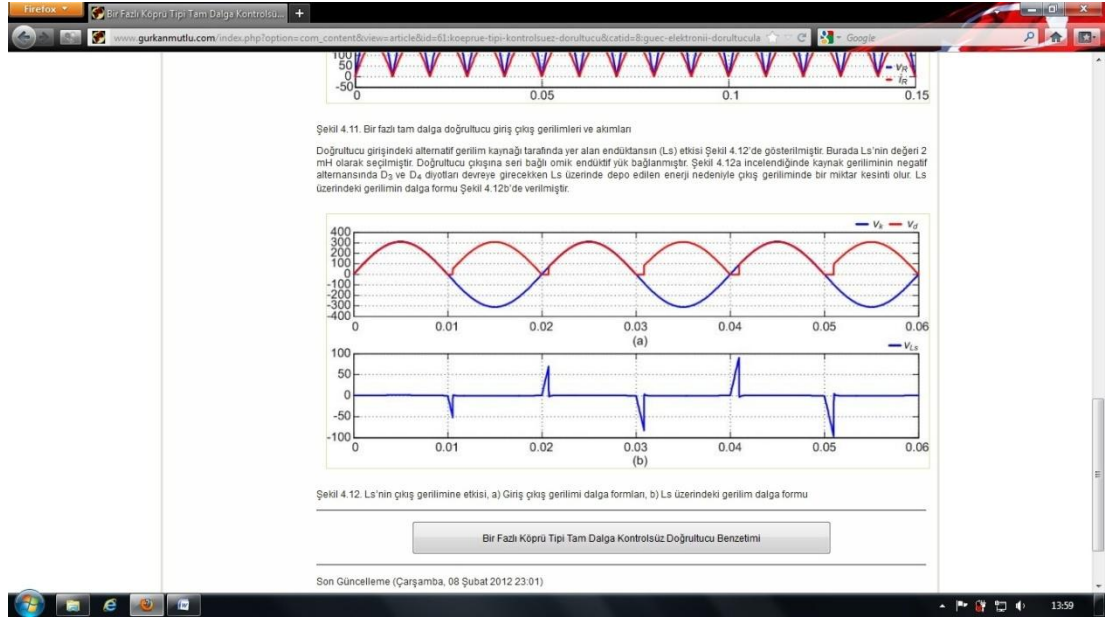 Firefox
Bir Fazlı Köprü Tipi Tam Dalga Kontrolsü...
www.gurkanmutlu.com/index.php?option=com_content&view=article&id=61:koeprue-tipi-kontrolsuez-dorultucu&catid=8:guec-elektronii-dorultucula
Google
100
50
0
-50
0 0.05 0.1 0.15
vR
iR
Şekil 4.11. Bir fazlı tam dalga doğrultucu giriş çıkış gerilimleri ve akımları
Doğrultucu girişindeki alternatif gerilim kaynağı tarafında yer alan endüktansın (Ls) etkisi Şekil 4.12'de gösterilmiştir. Burada Ls'nin değeri 2
mH olarak seçilmiştir. Doğrultucu çıkışına seri bağlı omik endüktif yük bağlanmıştır. Şekil 4.12a incelendiğinde kaynak geriliminin negatif
alternansında D3 ve D4 diyotları devreye girecekken Ls üzerinde depo edilen enerji nedeniyle çıkış geriliminde bir miktar kesinti olur. Ls
üzerindeki gerilimin dalga formu Şekil 4.12b'de verilmiştir.
vs vd
400
300
200
100
0
-100
-200
-300
-400
0 0.01 0.02 0.03 0.04 0.05 0.06
(a)
vLs
100
50
0
-50
-100
0 0.01 0.02 0.03 0.04 0.05 0.06
(b)
Şekil 4.12. Ls'nin çıkış gerilimine etkisi, a) Giriş çıkış gerilimi dalga formları, b) Ls üzerindeki gerilim dalga formu
Bir Fazlı Köprü Tipi Tam Dalga Kontrolsüz Doğrultucu Benzetimi
Son Güncelleme (Çarşamba, 08 Şubat 2012 23:01)
13:59